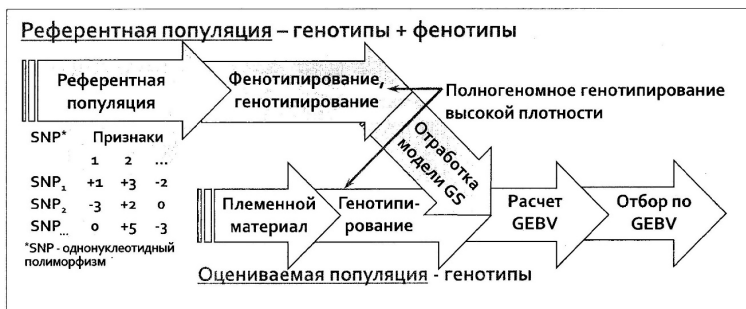 Референтная популяция – генотипы + фенотипы
Референтная
популяция
Фенотипирование,
генотипирование
Полногеномное генотипирование
высокой плотности
Отработка
модели GS
SNP* Признаки
1 2 ...
SNP₁ +1 +3 -2
SNP₂ -3 +2 0
SNP... 0 +5 -3
*SNP - однонуклеотидный
полиморфизм
Племенной
материал
Генотипи-
рование
Расчет
GEBV
Отбор по
GEBV
Оцениваемая популяция - генотипы